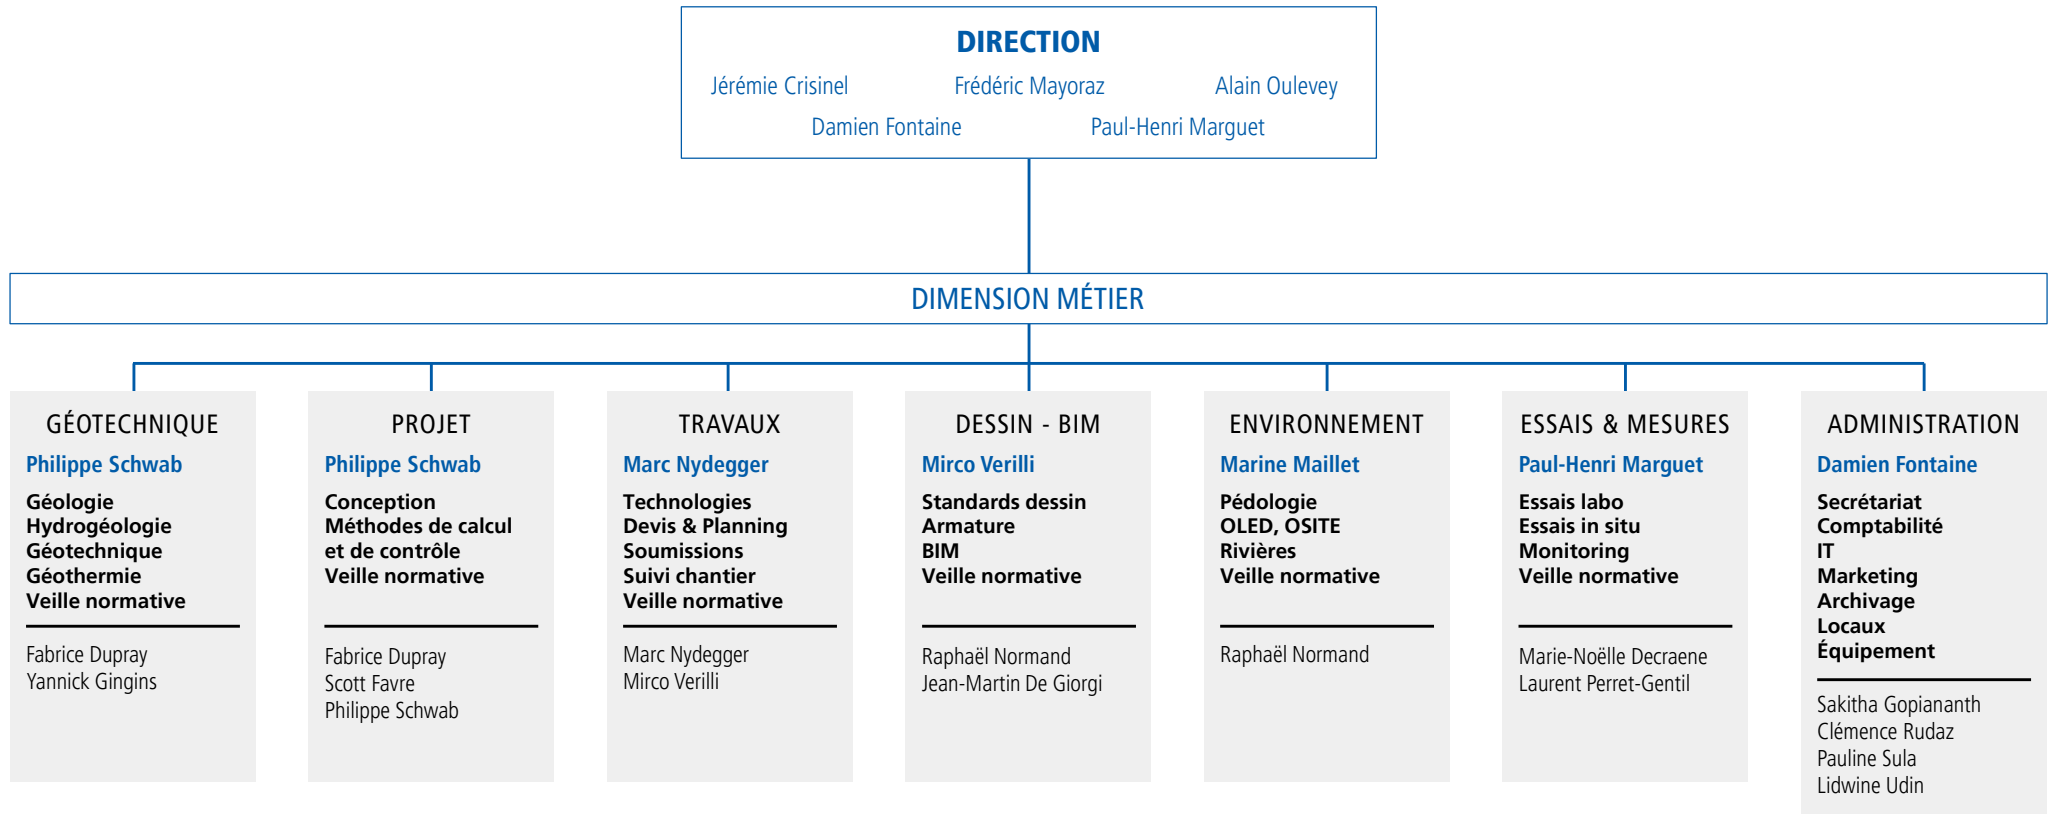 DIRECTION
Jérémie Crisinel Frédéric Mayoraz Alain Oulevey
Damien Fontaine Paul-Henri Marguet
DIMENSION MÉTIER
GÉOTECHNIQUE
Philippe Schwab
Géologie
Hydrogéologie
Géotechnique
Géothermie
Veille normative
Fabrice Dupray
Yannick Gingins
PROJET
Philippe Schwab
Conception
Méthodes de calcul
et de contrôle
Veille normative
Fabrice Dupray
Scott Favre
Philippe Schwab
TRAVAUX
Marc Nydegger
Technologies
Devis & Planning
Soumissions
Suivi chantier
Veille normative
Marc Nydegger
Mirco Verilli
DESSIN - BIM
Mirco Verilli
Standards dessin
Armature
BIM
Veille normative
Raphaël Normand
Jean-Martin De Giorgi
ENVIRONNEMENT
Marine Maillet
Pédologie
OLED, OSITE
Rivières
Veille normative
Raphaël Normand
ESSAIS & MESURES
Paul-Henri Marguet
Essais labo
Essais in situ
Monitoring
Veille normative
Marie-Noëlle Decraene
Laurent Perret-Gentil
ADMINISTRATION
Damien Fontaine
Secrétariat
Comptabilité
IT
Marketing
Archivage
Locaux
Équipement
Sakitha Gopiananth
Clémence Rudaz
Pauline Sula
Lidwine Udin